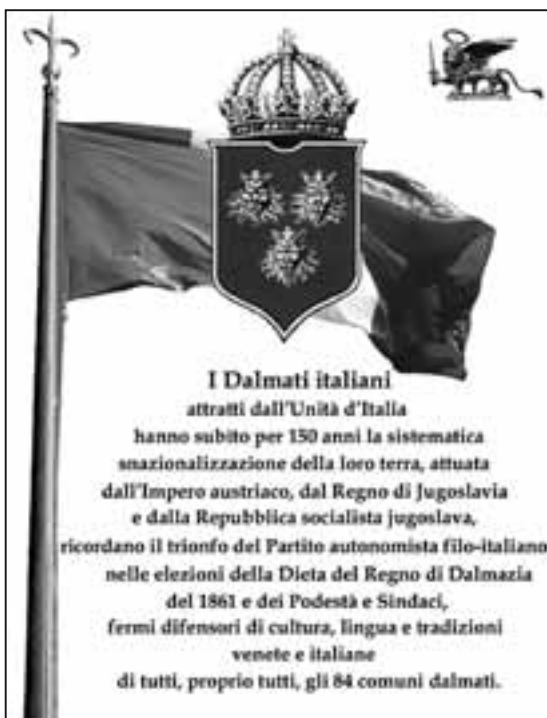 I Dalmati italiani
attratti dall'Unità d'Italia
hanno subito per 150 anni la sistematica
snazionalizzazione della loro terra, attuata
dall'Impero austriaco, dal Regno di Jugoslavia
e dalla Repubblica socialista jugoslava,
ricordano il trionfo del Partito autonomista filo-italiano
nelle elezioni della Dieta del Regno di Dalmazia
del 1861 e dei Podestà e Sindaci,
fermi difensori di cultura, lingua e tradizioni
venete e italiane
di tutti, proprio tutti, gli 84 comuni dalmati.